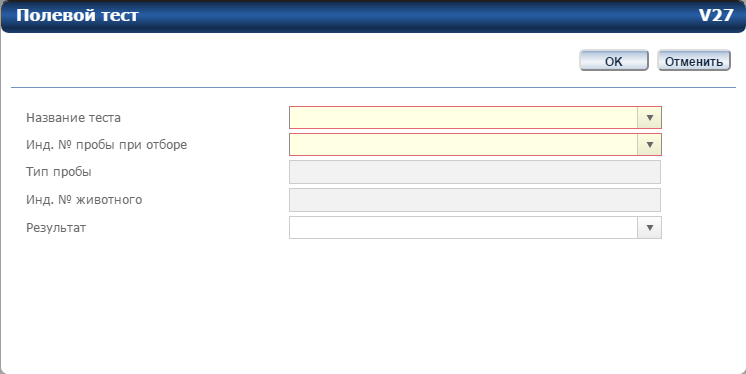 Полевой тест V27
OK Отменить
Название теста
Инд. № пробы при отборе
Тип пробы
Инд. № животного
Результат